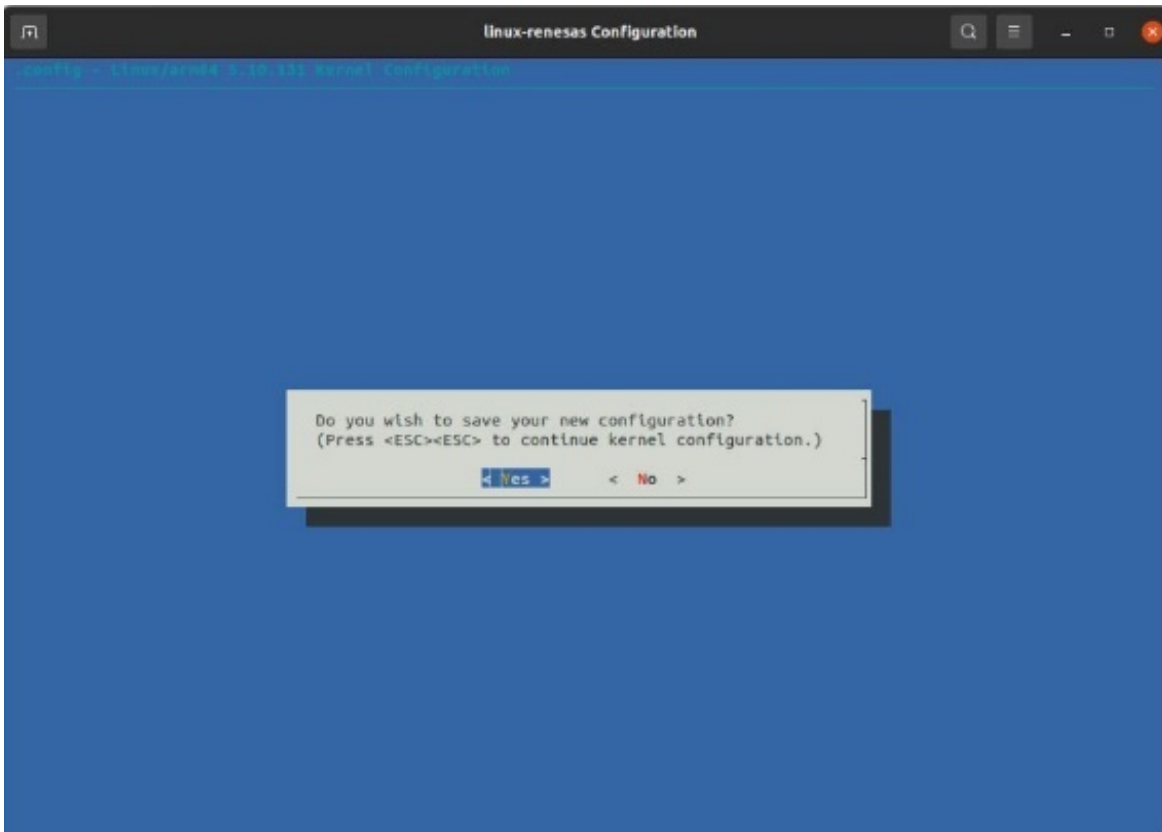 linux-renesas Configuration
.config - Linux/arm64 5.10.131 Kernel Configuration
Do you wish to save your new configuration?
(Press <ESC><ESC> to continue kernel configuration.)
< Yes > < No >